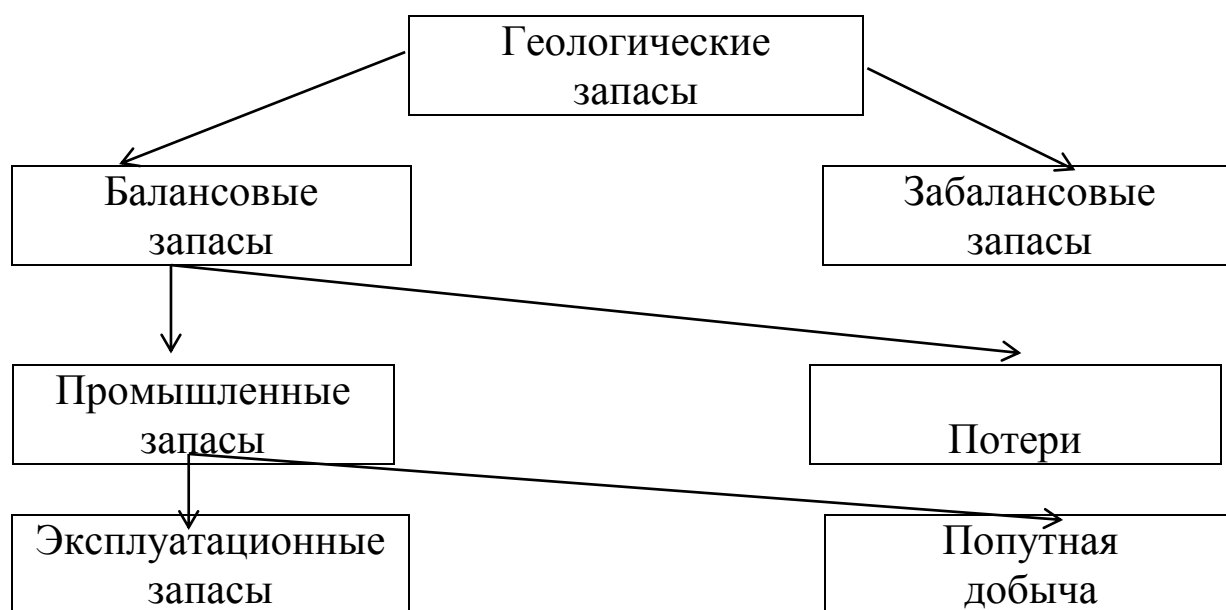 Геологические
запасы
Балансовые
запасы
Забалансовые
запасы
Промышленные
запасы
Потери
Эксплуатационные
запасы
Попутная
добыча